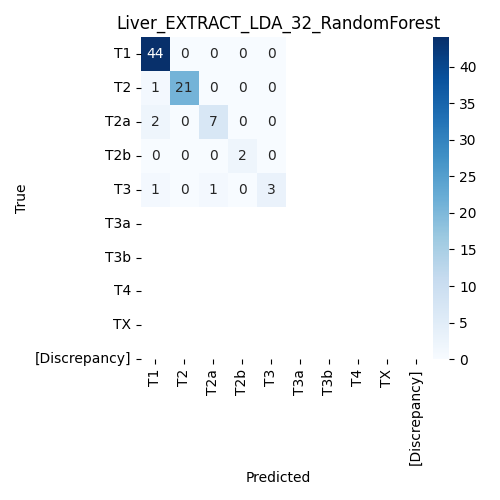 Liver_EXTRACT_LDA_32_RandomForest
T1 44 0 0 0 0
T2 1 21 0 0 0
T2a 2 0 7 0 0
T2b 0 0 0 2 0
T3 1 0 1 0 3
T3a
T3b
T4
TX
[Discrepancy]
True
T1 T2 T2a T2b T3 T3a T3b T4 TX [Discrepancy]
Predicted
40
35
30
25
20
15
10
5
0